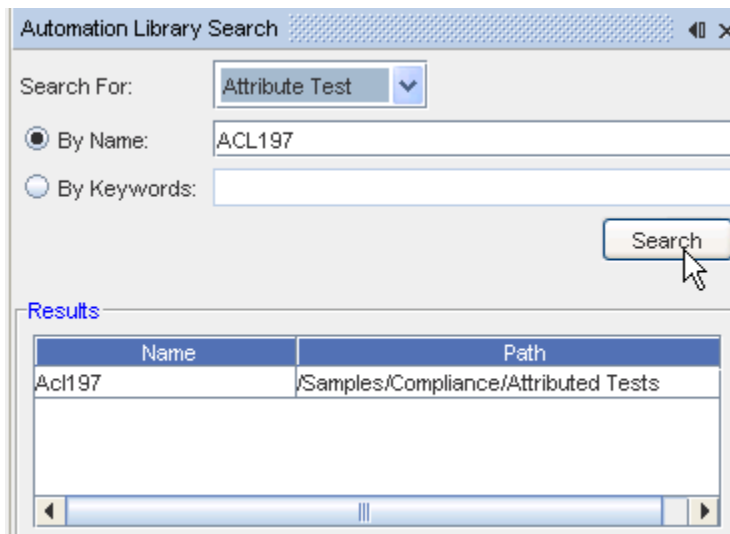 Automation Library Search
Search For: Attribute Test
By Name: ACL197
By Keywords:
Search
Results
Name Path
Acl197 /Samples/Compliance/Attributed Tests